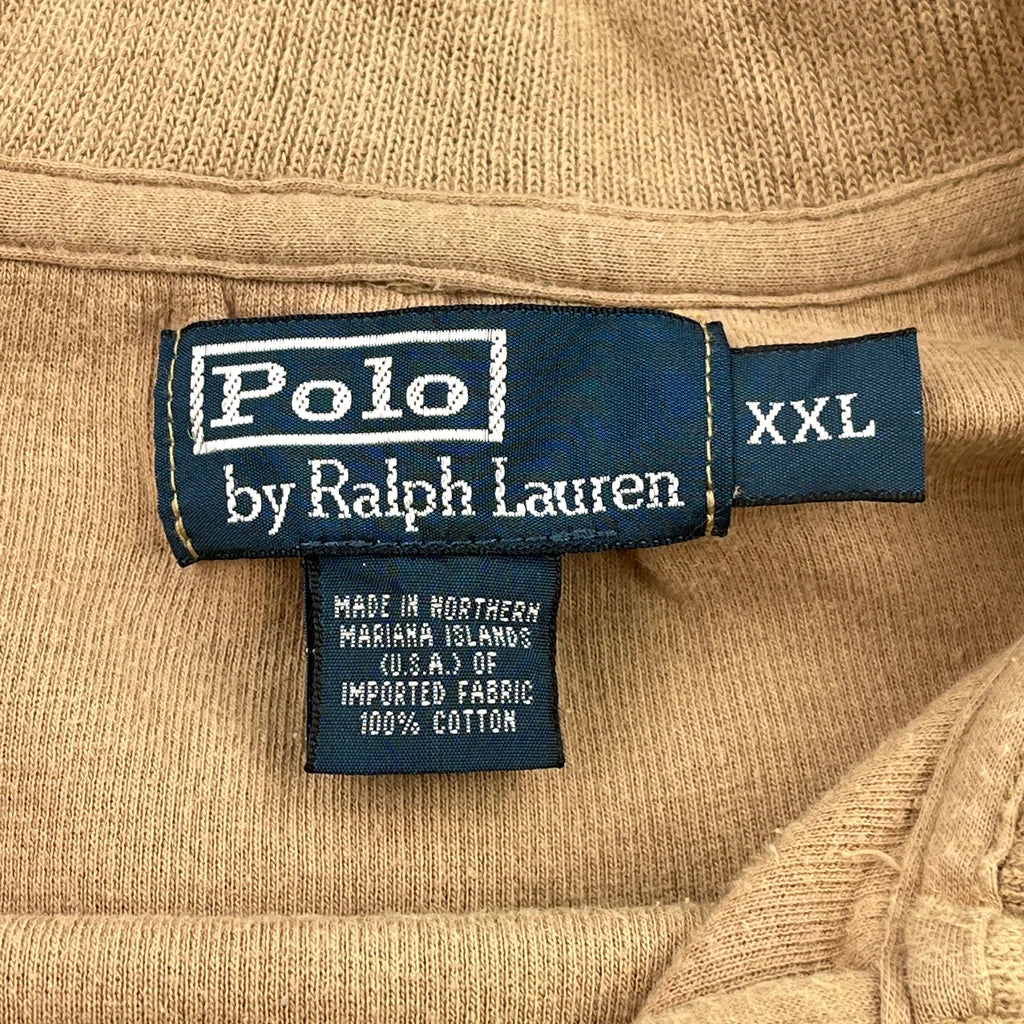 Polo
by Ralph Lauren
XXL
MADE IN NORTHERN
MARIANA ISLANDS
(U.S.A.) OF
IMPORTED FABRIC
100% COTTON